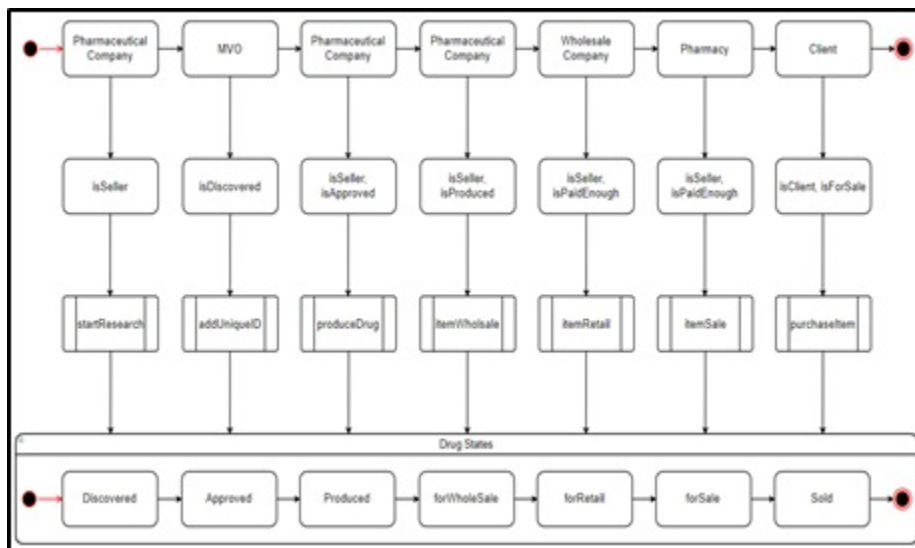 Pharmaceutical
Company
MVO
Pharmaceutical
Company
Pharmaceutical
Company
Wholesale
Company
Pharmacy
Client
isSeller
isDiscovered
isSeller,
isApproved
isSeller,
isProduced
isSeller,
isPaidEnough
isSeller,
isPaidEnough
isClient, isForSale
startResearch
addUniqueID
produceDrug
itemWholsale
itemRetail
itemSale
purchaseItem
Drug States
Discovered
Approved
Produced
forWholeSale
forRetail
forSale
Sold